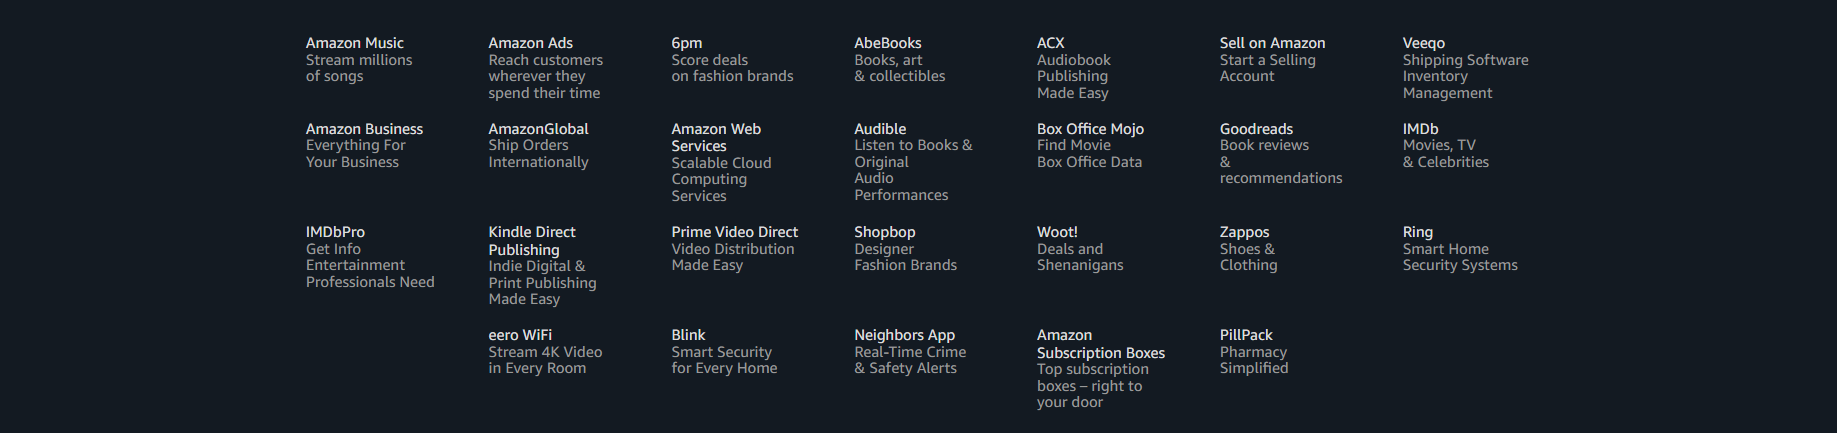 Amazon Music
Stream millions
of songs
Amazon Ads
Reach customers
wherever they
spend their time
6pm
Score deals
on fashion brands
AbeBooks
Books, art
& collectibles
ACX
Audiobook
Publishing
Made Easy
Sell on Amazon
Start a Selling
Account
Veeqo
Shipping Software
Inventory
Management
Amazon Business
Everything For
Your Business
AmazonGlobal
Ship Orders
Internationally
Amazon Web
Services
Scalable Cloud
Computing
Services
Audible
Listen to Books &
Original
Audio
Performances
Box Office Mojo
Find Movie
Box Office Data
Goodreads
Book reviews
&
recommendations
IMDb
Movies, TV
& Celebrities
IMDbPro
Get Info
Entertainment
Professionals Need
Kindle Direct
Publishing
Indie Digital &
Print Publishing
Made Easy
Prime Video Direct
Video Distribution
Made Easy
Shopbop
Designer
Fashion Brands
Woot!
Deals and
Shenanigans
Zappos
Shoes &
Clothing
Ring
Smart Home
Security Systems
eero WiFi
Stream 4K Video
in Every Room
Blink
Smart Security
for Every Home
Neighbors App
Real-Time Crime
& Safety Alerts
Amazon
Subscription Boxes
Top subscription
boxes – right to
your door
PillPack
Pharmacy
Simplified